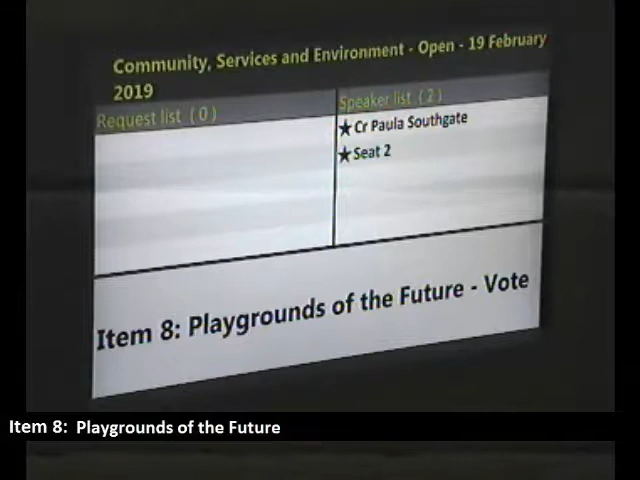 Community, Services and Environment - Open - 19 February
2019
Request list ( 0 )
Speaker list ( 2 )
★ Cr Paula Southgate
★ Seat 2
Item 8: Playgrounds of the Future - Vote
Item 8: Playgrounds of the Future